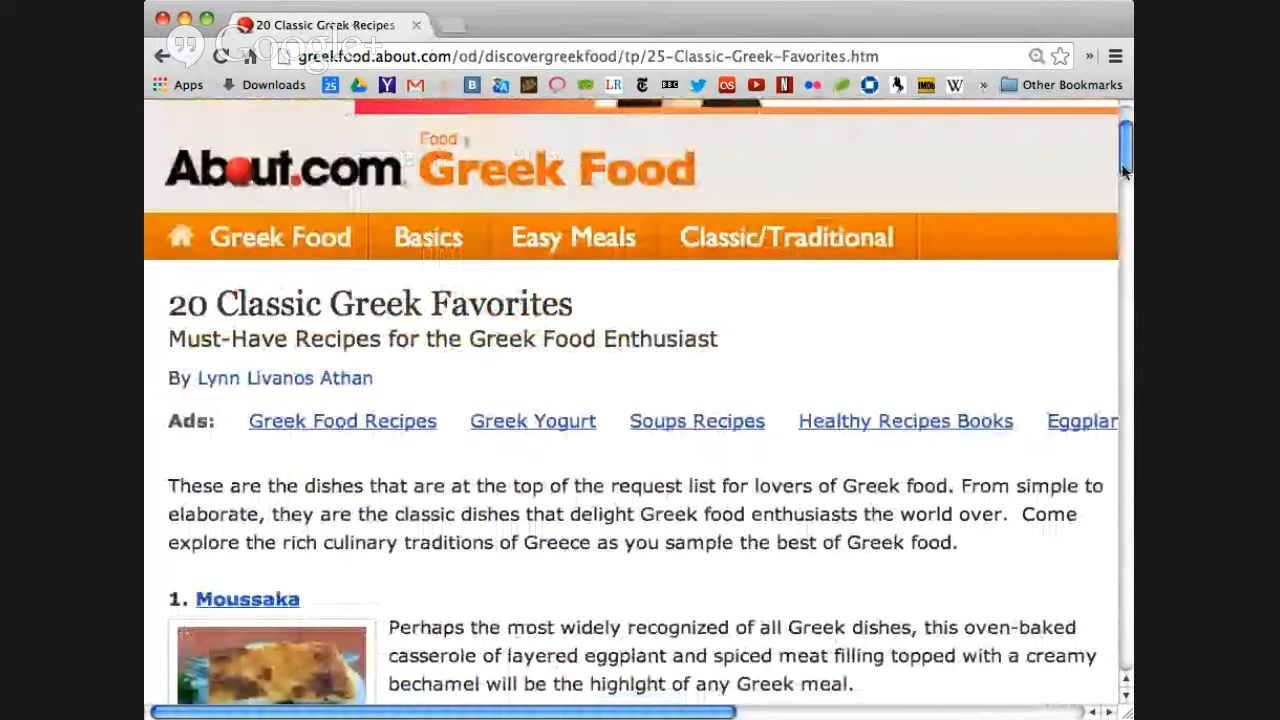 20 Classic Greek Recipes
Google+
greekfood.about.com/od/discovergreekfood/tp/25-Classic-Greek-Favorites.htm
Apps Downloads Other Bookmarks
Food
About.com Greek Food
Greek Food Basics Easy Meals Classic/Traditional
20 Classic Greek Favorites
Must-Have Recipes for the Greek Food Enthusiast
By Lynn Livanos Athan
Ads: Greek Food Recipes Greek Yogurt Soups Recipes Healthy Recipes Books Eggplan
These are the dishes that are at the top of the request list for lovers of Greek food. From simple to
elaborate, they are the classic dishes that delight Greek food enthusiasts the world over. Come
explore the rich culinary traditions of Greece as you sample the best of Greek food.
1. Moussaka
Perhaps the most widely recognized of all Greek dishes, this oven-baked
casserole of layered eggplant and spiced meat filling topped with a creamy
bechamel will be the highlght of any Greek meal.